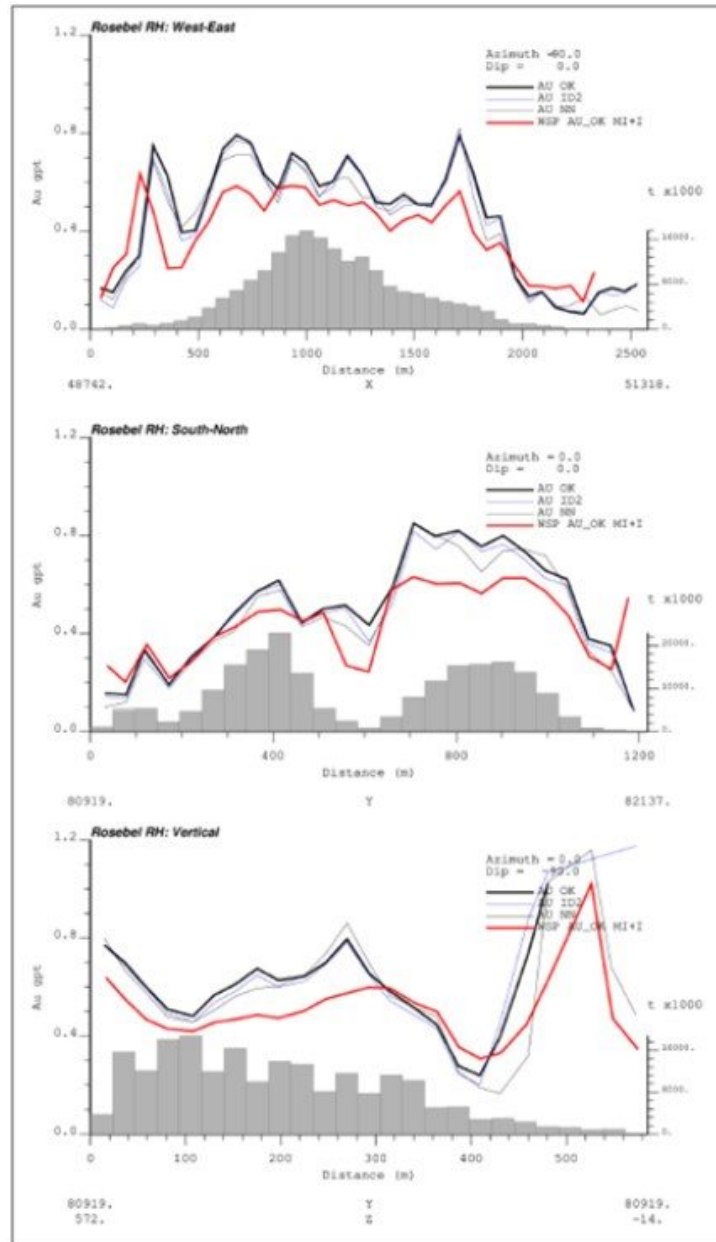 Rosebel RH: West-East
1.2
Azimuth =90.0
Dip = 0.0
AU OK
AU ID2
AU NN
WSP AU_OK MI+I
0.8
Au gpt
t x1000
0.4
16000.
8000.
0.0
0.
0 500 1000 1500 2000 2500
Distance (m)
48742. X 51318.
Rosebel RH: South-North
1.2
Azimuth = 0.0
Dip = 0.0
AU OK
AU ID2
AU NN
WSP AU_OK MI+I
0.8
Au gpt
t x1000
0.4
20000.
10000.
0.0
0.
0 400 800 1200
Distance (m)
80919. Y 82137.
Rosebel RH: Vertical
1.2
Azimuth = 0.0
Dip = 90.0
AU OK
AU ID2
AU NN
WSP AU_OK MI+I
0.8
Au gpt
t x1000
0.4
16000.
8000.
0.0
0.
0 100 200 300 400 500
Distance (m)
80919. Y 80919.
572. Z -14.